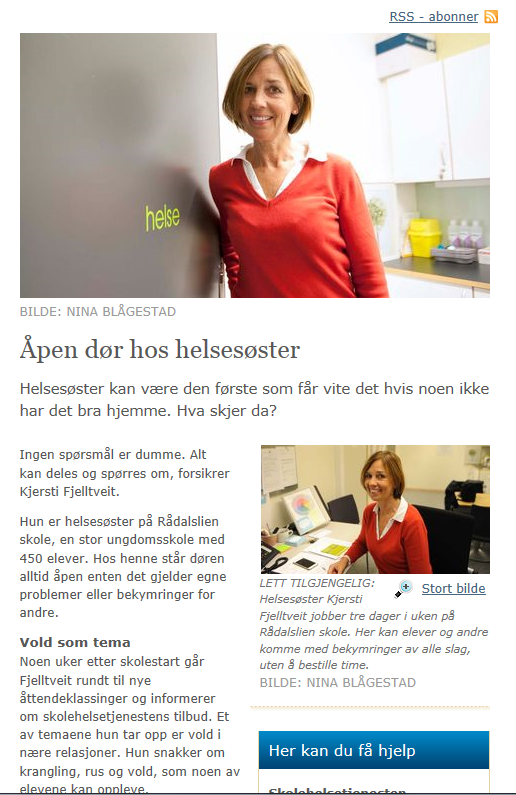 RSS - abonner
helse
BILDE: NINA BLÅGESTAD
Åpen dør hos helsesøster
Helsesøster kan være den første som får vite det hvis noen ikke
har det bra hjemme. Hva skjer da?
Ingen spørsmål er dumme. Alt
kan deles og spørres om, forsikrer
Kjersti Fjelltveit.
Hun er helsesøster på Rådalslien
skole, en stor ungdomsskole med
450 elever. Hos henne står døren
alltid åpen enten det gjelder egne
problemer eller bekymringer for
andre.
Vold som tema
Noen uker etter skolestart går
Fjelltveit rundt til nye
åttendeklassinger og informerer
om skolehelsetjenestens tilbud. Et
av temaene hun tar opp er vold i
nære relasjoner. Hun snakker om
krangling, rus og vold, som noen av
elevene kan oppleve.
LETT TILGJENGELIG:
Stort bilde
Helsesøster Kjersti
Fjelltveit jobber tre dager i uken på
Rådalslien skole. Her kan elever og andre
komme med bekymringer av alle slag,
uten å bestille time.
BILDE: NINA BLÅGESTAD
Her kan du få hjelp
Skolehelsetjenesten